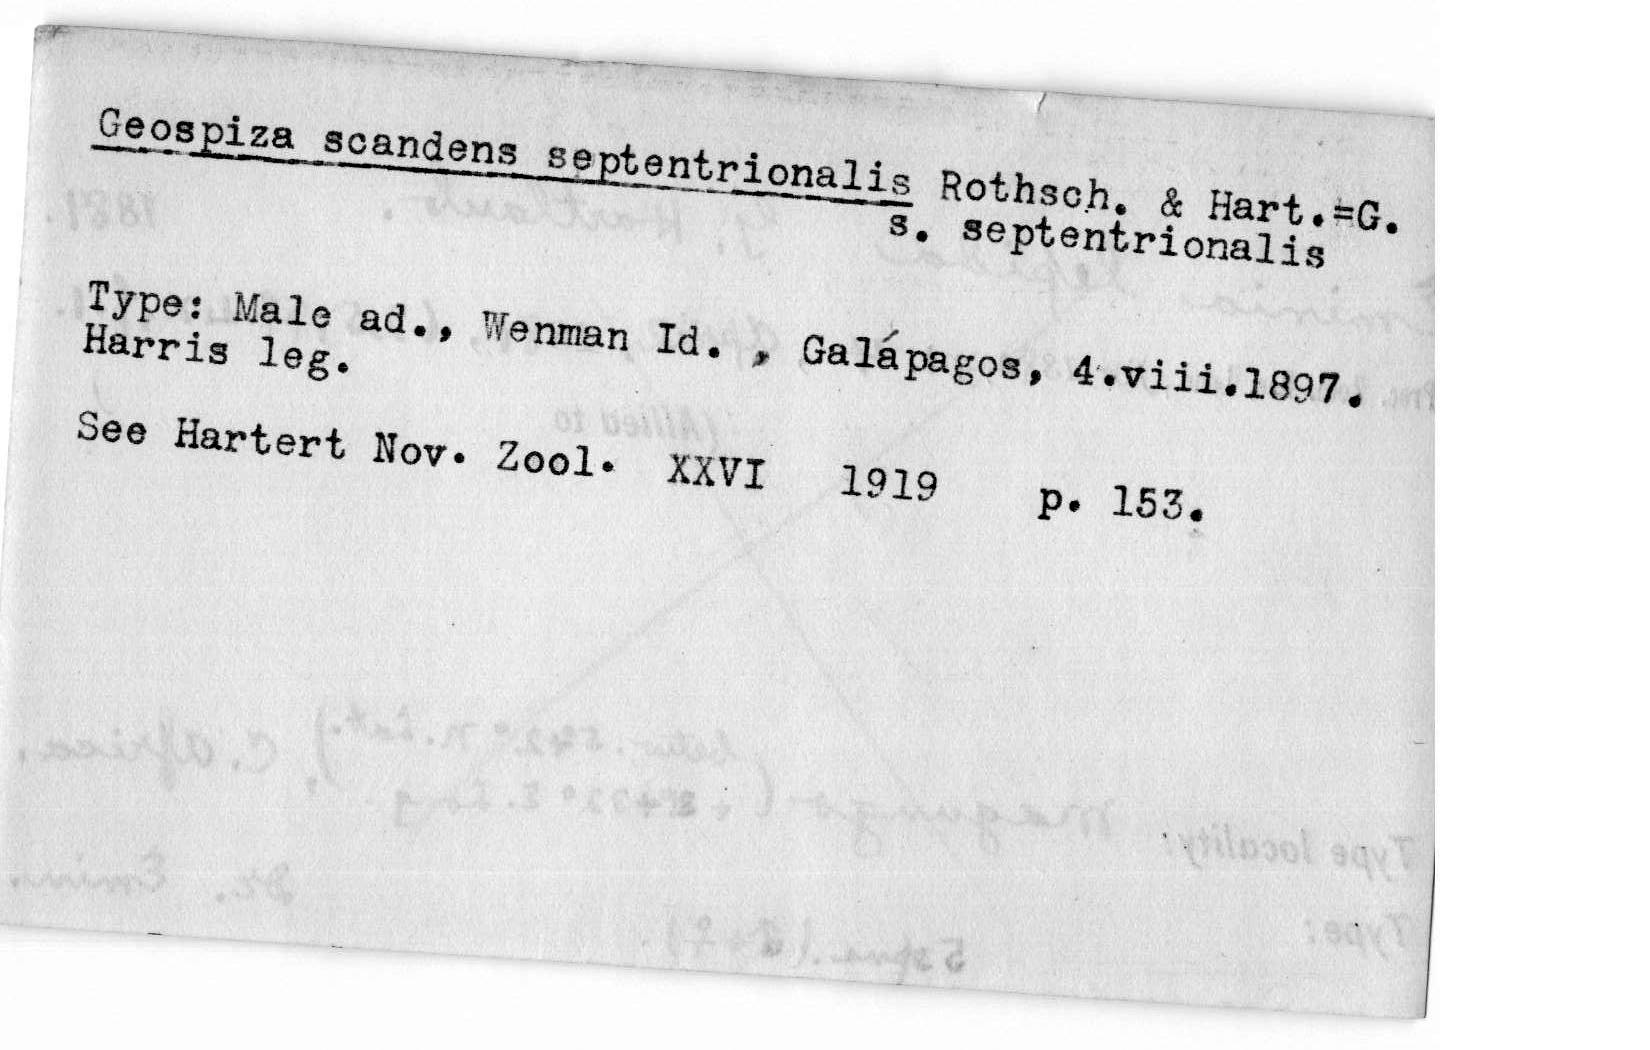 Geospiza scandens septentrionalis Rothsch. & Hart.=G.
s. septentrionalis
Type: Male ad., Wenman Id. , Galápagos, 4.viii.1897.
Harris leg.
See Hartert Nov. Zool. XXVI 1919 p. 153.